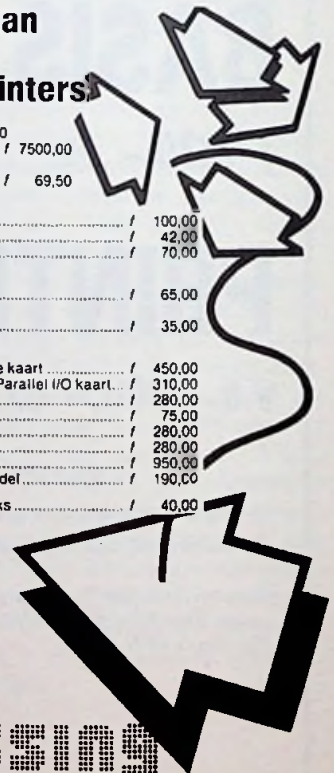 an
inters
0
f 7500,00
f 69,50
f 100,00
f 42,00
f 70,00
f 65,00
f 35,00
e kaart f 450,00
Parallel I/O kaart f 310,00
f 280,00
f 75,00
f 280,00
f 280,00
f 950,00
del f 190,00
ks f 40,00
sing